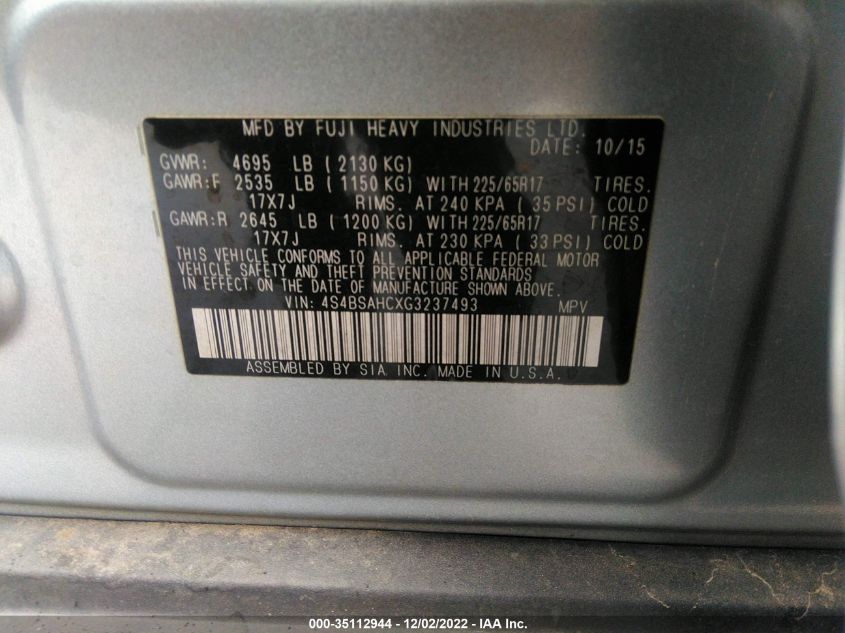 MFD BY FUJI HEAVY INDUSTRIES LTD.
DATE: 10/15
GVWR: 4695 LB ( 2130 KG)
GAWR:F 2535 LB ( 1150 KG) WITH 225/65R17 TIRES.
17X7J RIMS. AT 240 KPA ( 35 PSI) COLD
GAWR:R 2645 LB ( 1200 KG) WITH 225/65R17 TIRES.
17X7J RIMS. AT 230 KPA ( 33 PSI) COLD
THIS VEHICLE CONFORMS TO ALL APPLICABLE FEDERAL MOTOR
VEHICLE SAFETY AND THEFT PREVENTION STANDARDS
IN EFFECT ON THE DATE OF MANUFACTURE SHOWN ABOVE.
VIN: 4S4BSAHCXG3237493 MPV
ASSEMBLED BY SIA, INC. MADE IN U.S.A.
000-35112944 - 12/02/2022 - IAA Inc.